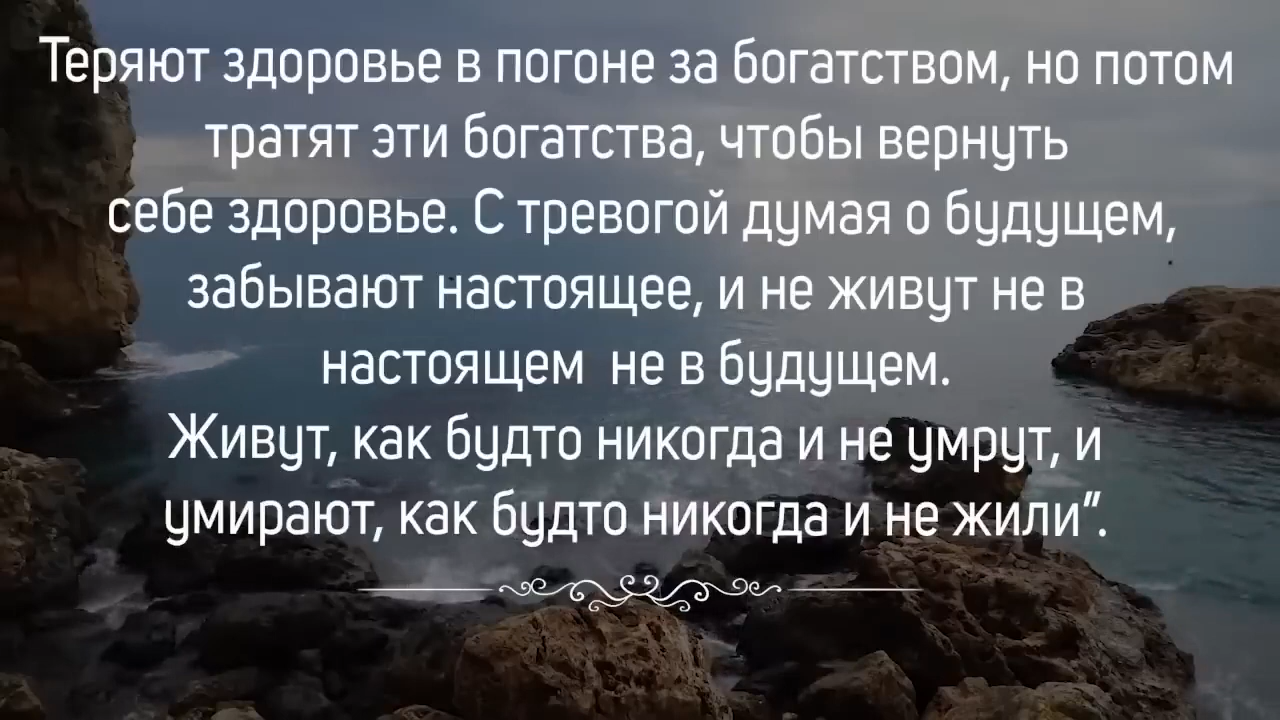 Теряют здоровье в погоне за богатством, но потом
тратят эти богатства, чтобы вернуть
себе здоровье. С тревогой думая о будущем,
забывают настоящее, и не живут не в
настоящем не в будущем.
Живут, как будто никогда и не умрут, и
умирают, как будто никогда и не жили”.